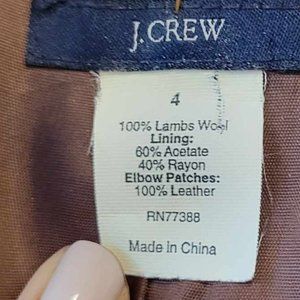 J.CREW
4
100% Lambs Wool
Lining:
60% Acetate
40% Rayon
Elbow Patches:
100% Leather
RN77388
Made In China